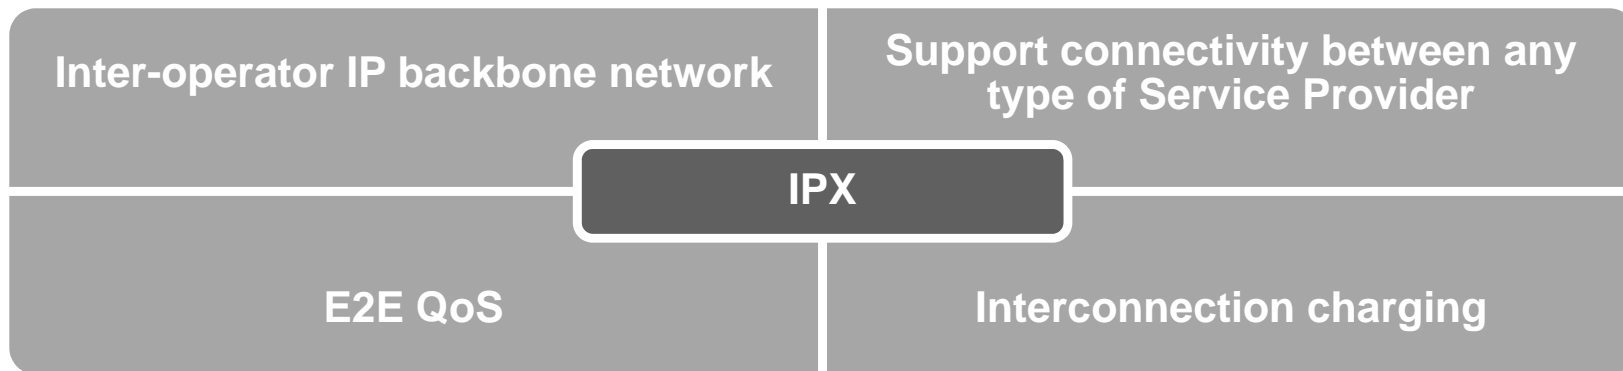 Inter-operator IP backbone network
Support connectivity between any
type of Service Provider
IPX
E2E QoS
Interconnection charging